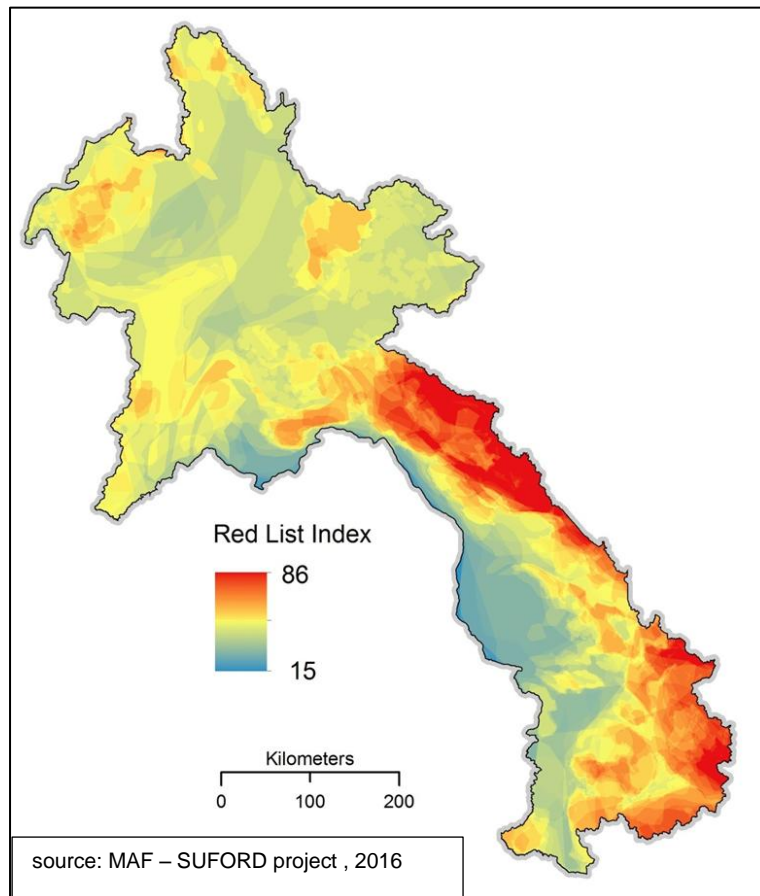 Red List Index
86
15
Kilometers
0 100 200
source: MAF – SUFORD project , 2016